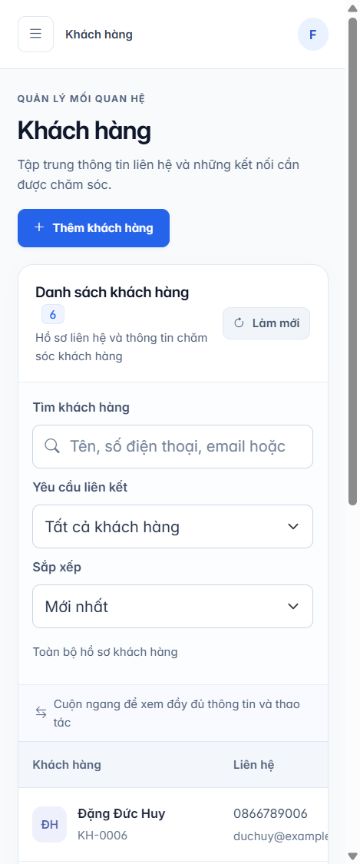 Khách hàng
F
QUẢN LÝ MỐI QUAN HỆ
Khách hàng
Tập trung thông tin liên hệ và những kết nối cần
được chăm sóc.
+ Thêm khách hàng
Danh sách khách hàng
6
Hồ sơ liên hệ và thông tin chăm
sóc khách hàng
Làm mới
Tìm khách hàng
Tên, số điện thoại, email hoặc
Yêu cầu liên kết
Tất cả khách hàng
Sắp xếp
Mới nhất
Toàn bộ hồ sơ khách hàng
Cuộn ngang để xem đầy đủ thông tin và thao
tác
Khách hàng
Liên hệ
ĐH
Đặng Đức Huy
0866789006
KH-0006
duchuy@example